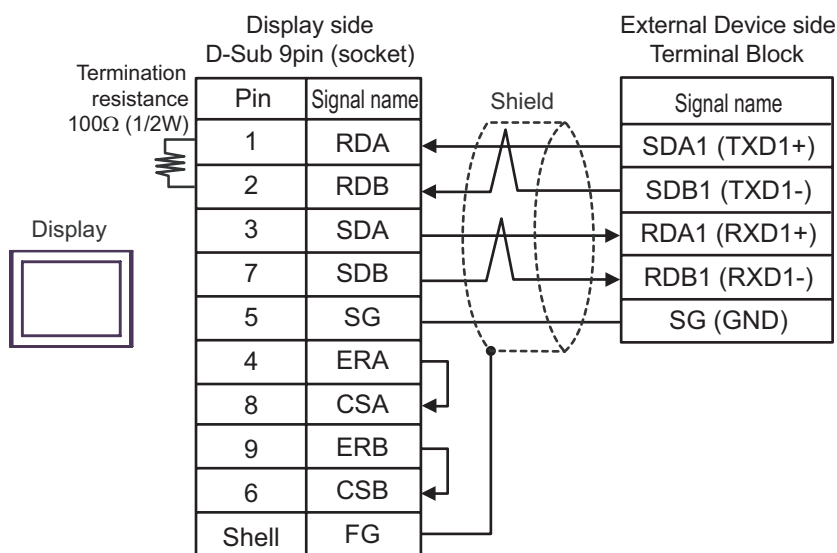 Display side
D-Sub 9pin (socket)
External Device side
Terminal Block
Termination
resistance
100Ω (1/2W)
Pin Signal name
Shield
Signal name
1 RDA
SDA1 (TXD1+)
2 RDB
SDB1 (TXD1-)
Display
3 SDA
RDA1 (RXD1+)
7 SDB
RDB1 (RXD1-)
5 SG
SG (GND)
4 ERA
8 CSA
9 ERB
6 CSB
Shell FG